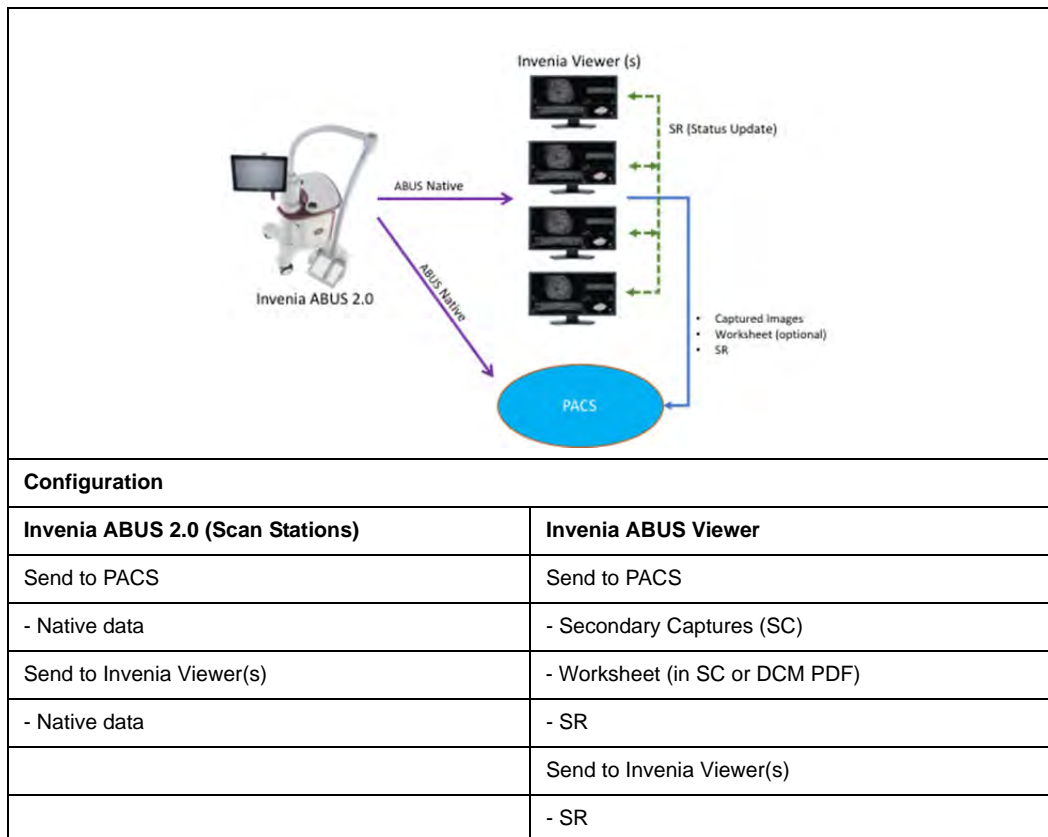 Invenia Viewer (s)
SR (Status Update)
ABUS Native
ABUS Native
Invenia ABUS 2.0
• Captured Images
• Worksheet (optional)
• SR
PACS
Configuration
Invenia ABUS 2.0 (Scan Stations)
Invenia ABUS Viewer
Send to PACS
Send to PACS
- Native data
- Secondary Captures (SC)
Send to Invenia Viewer(s)
- Worksheet (in SC or DCM PDF)
- Native data
- SR
Send to Invenia Viewer(s)
- SR